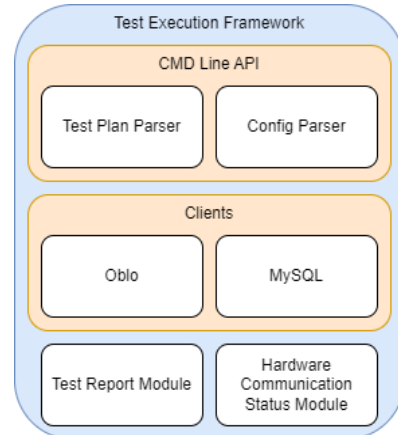 Test Execution Framework
CMD Line API
Test Plan Parser
Config Parser
Clients
Oblo
MySQL
Test Report Module
Hardware
Communication
Status Module